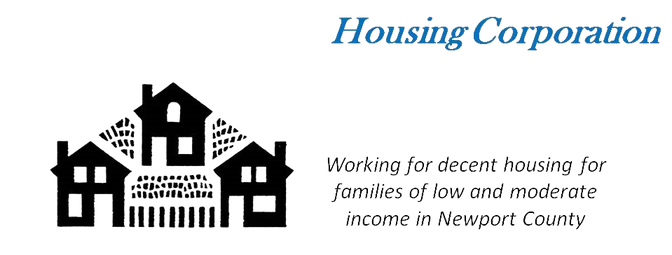 Housing Corporation
Working for decent housing for
families of low and moderate
income in Newport County